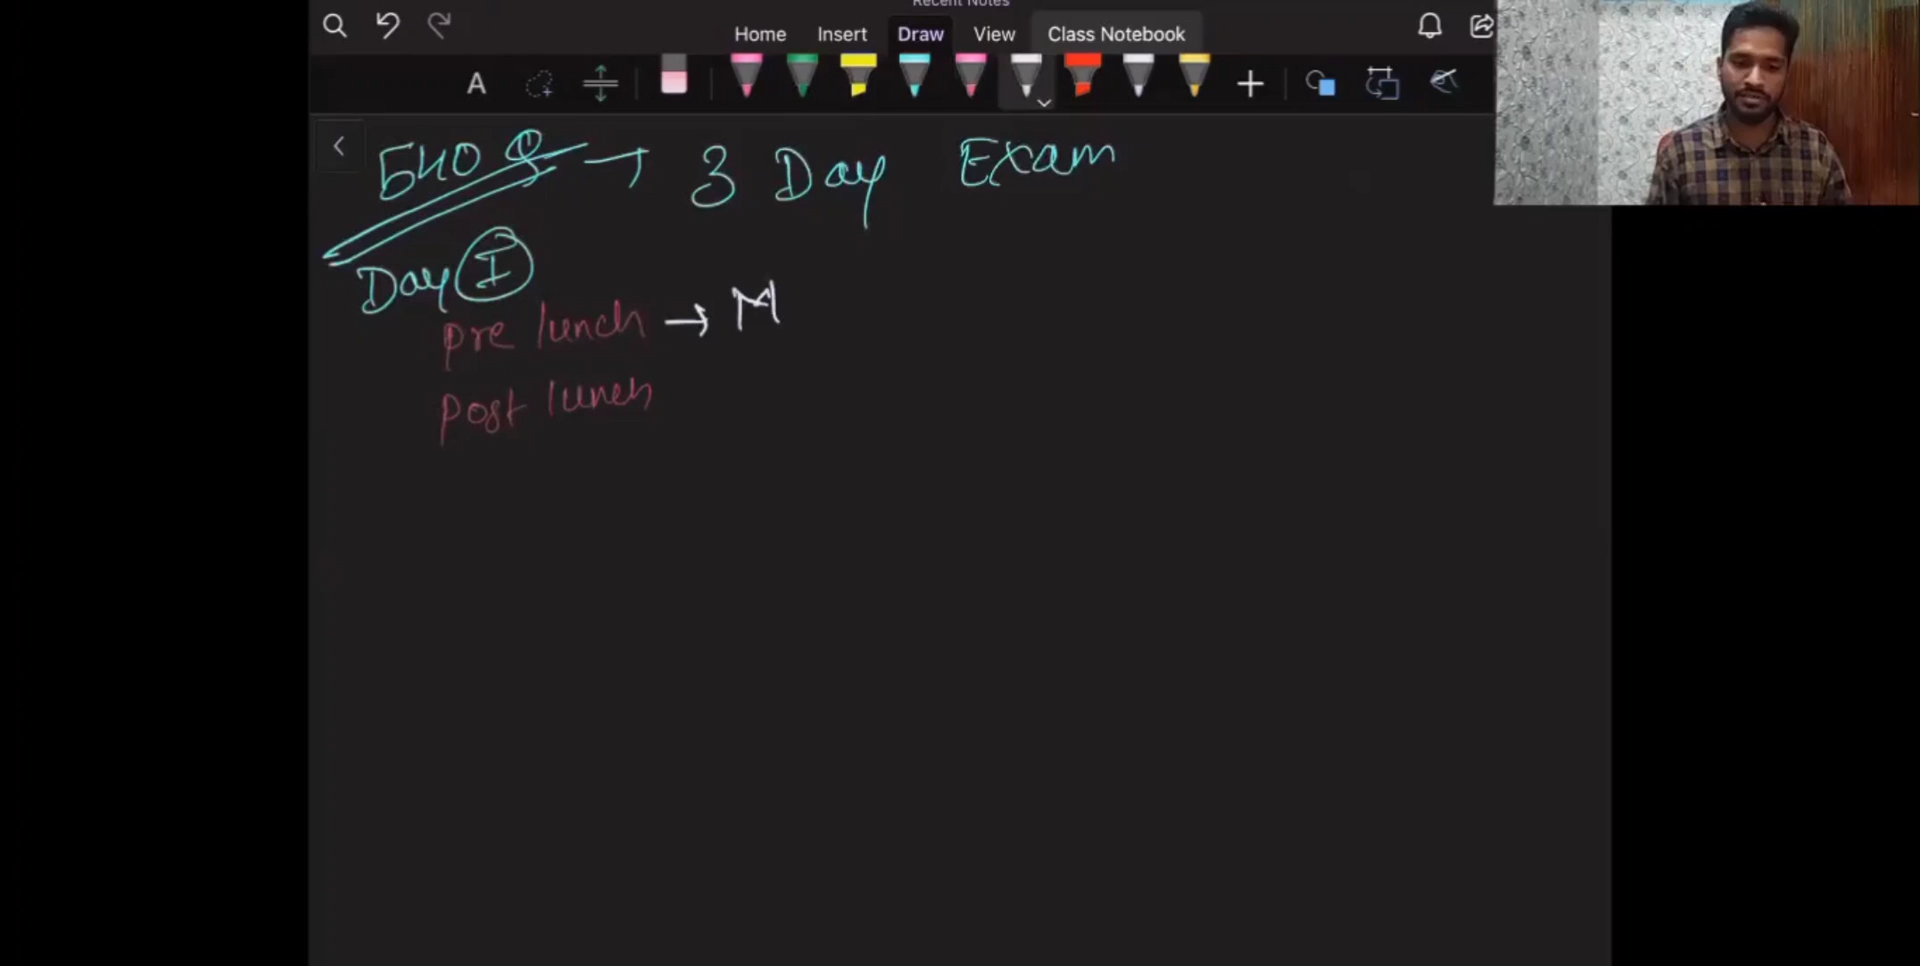 Recent Notes
Home Insert Draw View Class Notebook
A
540 Q → 3 Day Exam
Day I
pre lunch → M
post lunch